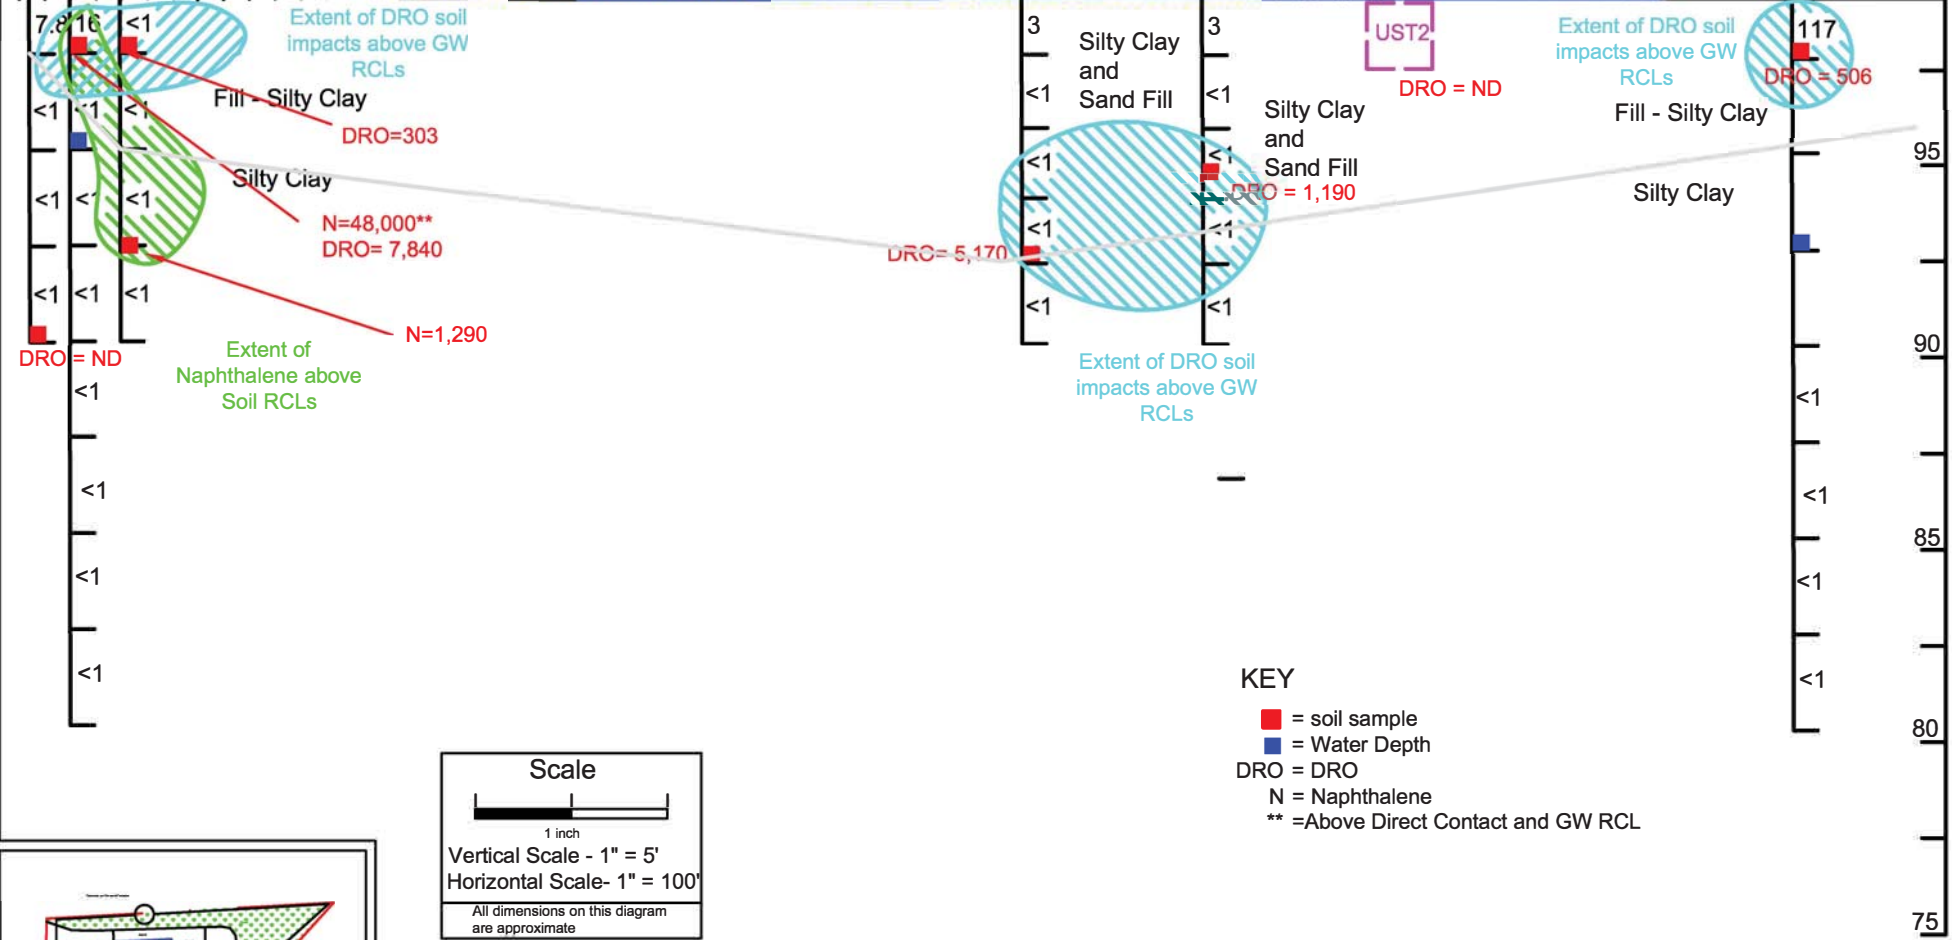 7.8
16
<1
Extent of DRO soil
impacts above GW
RCLs
3
Silty Clay
and
Sand Fill
3
UST2
DRO = ND
Extent of DRO soil
impacts above GW
RCLs
117
DRO = 506
<1
<1
<1
Fill - Silty Clay
DRO=303
<1
<1
Silty Clay
and
Sand Fill
Fill - Silty Clay
95
<1
<1
<1
Silty Clay
N=48,000**
DRO= 7,840
<1
<1
DRO = 1,190
Silty Clay
DRO= 5,170
<1
<1
<1
<1
<1
N=1,290
<1
<1
90
DRO = ND
Extent of
Naphthalene above
Soil RCLs
Extent of DRO soil
impacts above GW
RCLs
<1
<1
<1
<1
85
<1
<1
<1
<1
80
KEY
= soil sample
= Water Depth
DRO = DRO
N = Naphthalene
** =Above Direct Contact and GW RCL
Scale
1 inch
Vertical Scale - 1" = 5'
Horizontal Scale- 1" = 100'
All dimensions on this diagram
are approximate
75